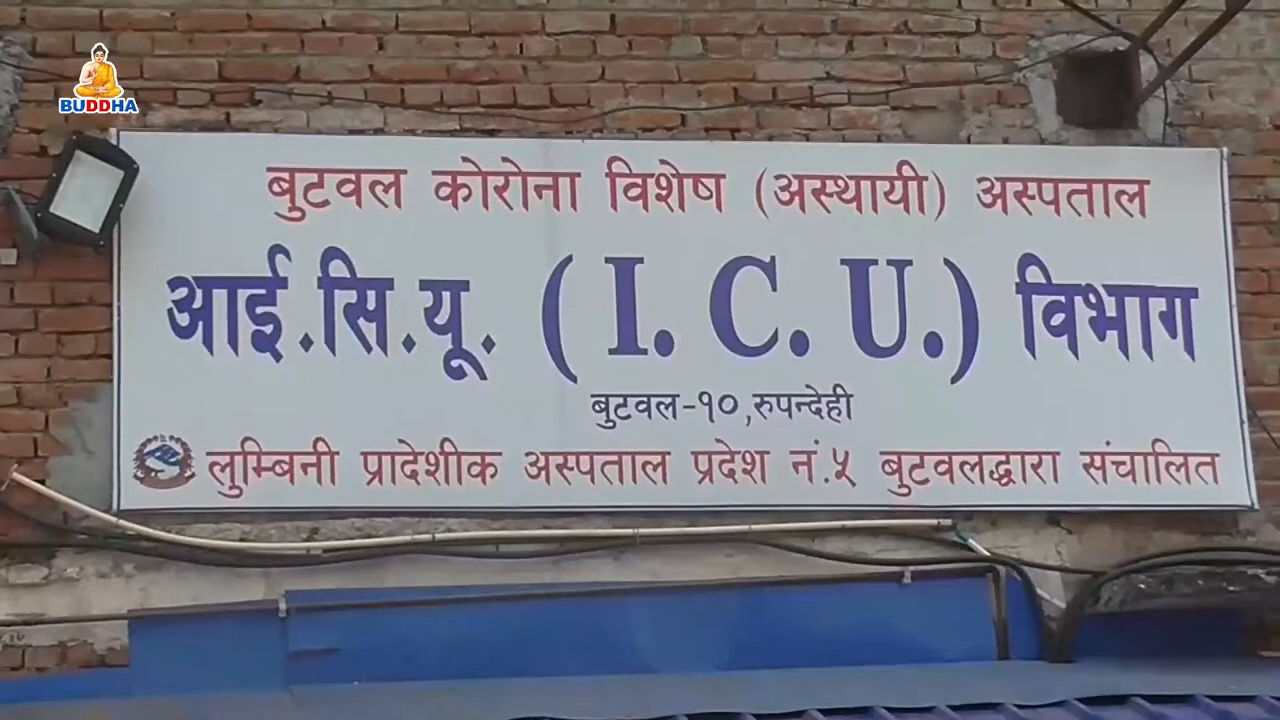 BUDDHA
बुटवल कोरोना विशेष (अस्थायी) अस्पताल
आई.सि.यू. (I. C. U.) विभाग
बुटवल-१०,रुपन्देही
लुम्बिनी प्रादेशीक अस्पताल प्रदेश नं.५ बुटवलद्धारा संचालित